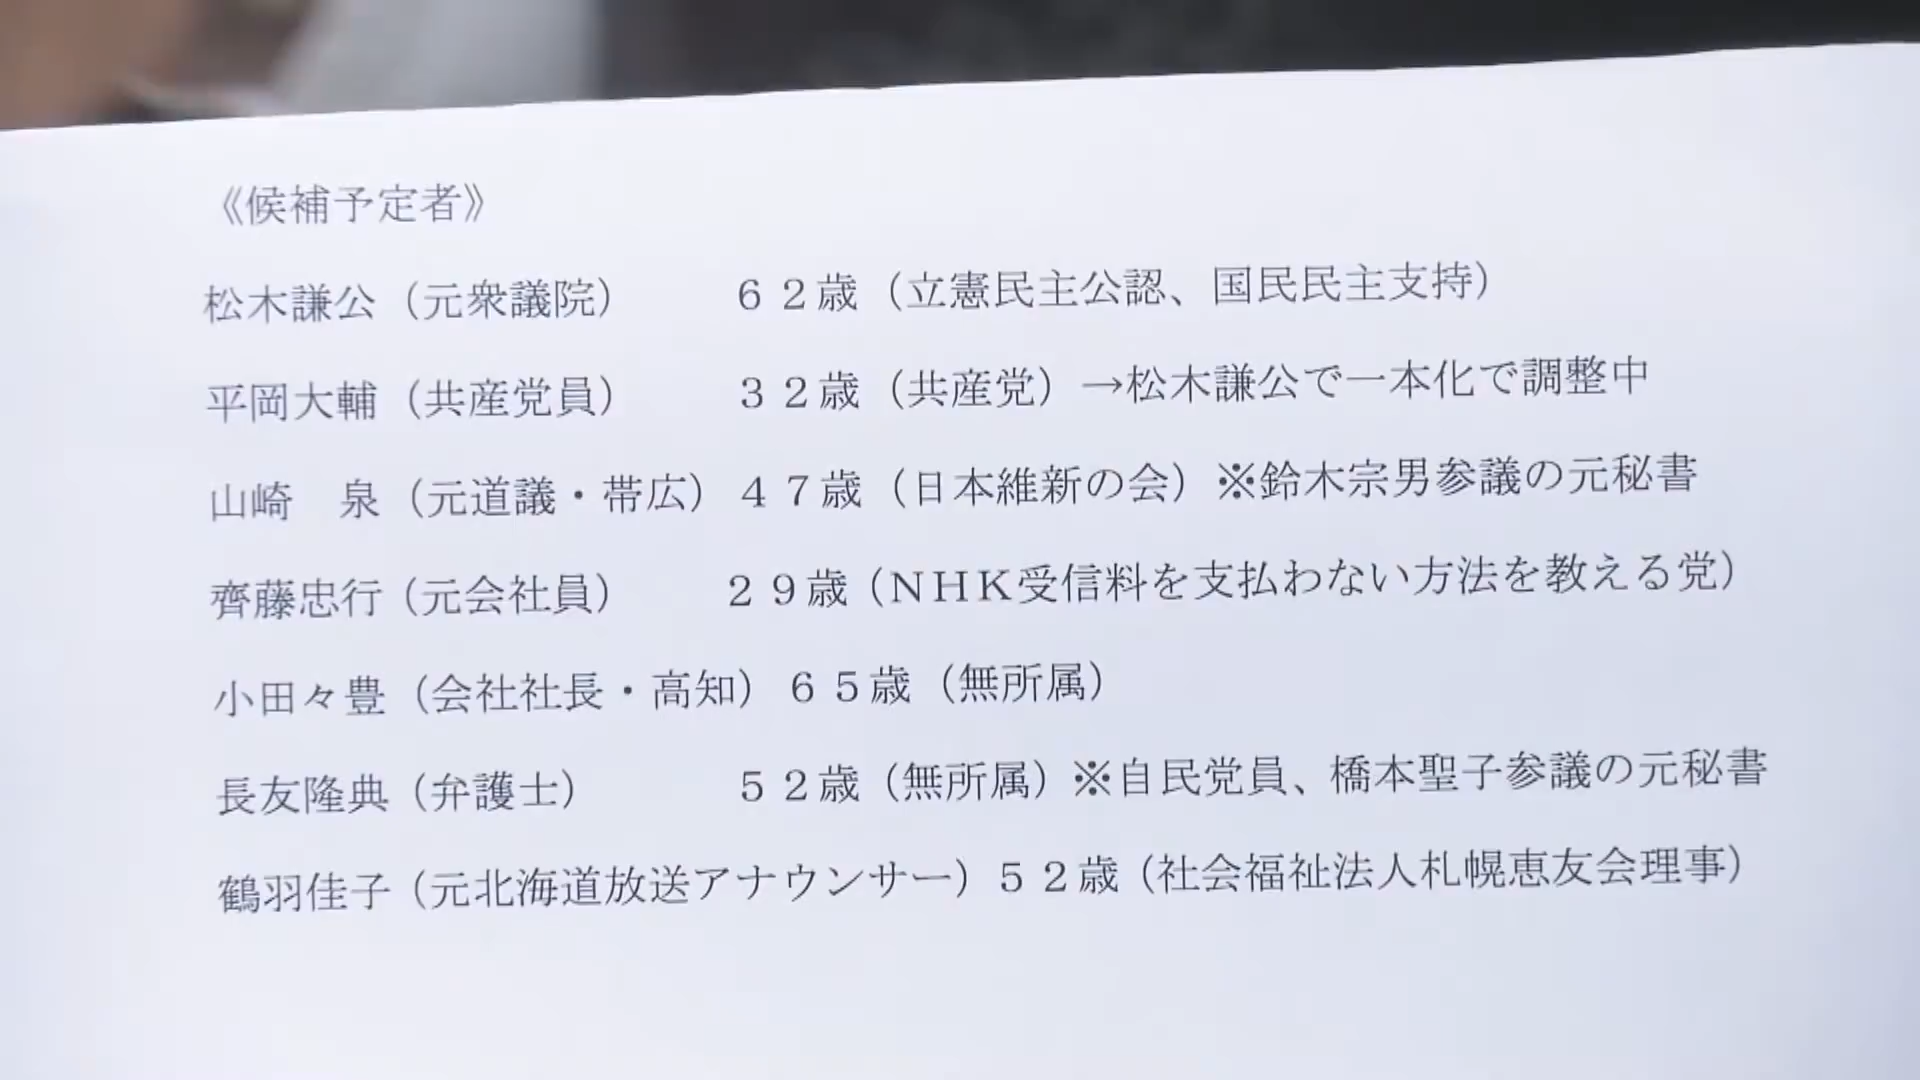 《候補予定者》
松木謙公（元衆議院）　６２歳（立憲民主公認、国民民主支持）
平岡大輔（共産党員）　３２歳（共産党）→松木謙公で一本化で調整中
山崎　泉（元道議・帯広）４７歳（日本維新の会）※鈴木宗男参議の元秘書
齊藤忠行（元会社員）　２９歳（ＮＨＫ受信料を支払わない方法を教える党）
小田々豊（会社社長・高知）６５歳（無所属）
長友隆典（弁護士）　５２歳（無所属）※自民党員、橋本聖子参議の元秘書
鶴羽佳子（元北海道放送アナウンサー）５２歳（社会福祉法人札幌恵友会理事）